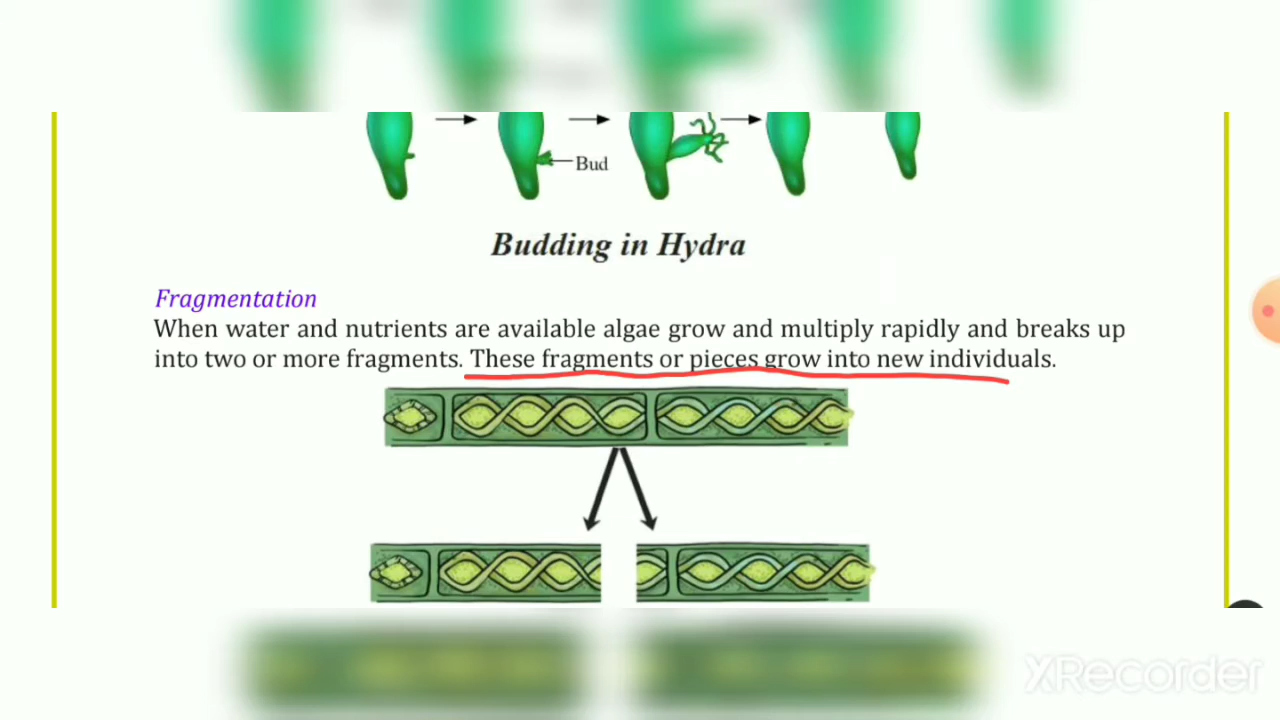 Bud
Budding in Hydra
Fragmentation
When water and nutrients are available algae grow and multiply rapidly and breaks up
into two or more fragments. These fragments or pieces grow into new individuals.
XRecorder